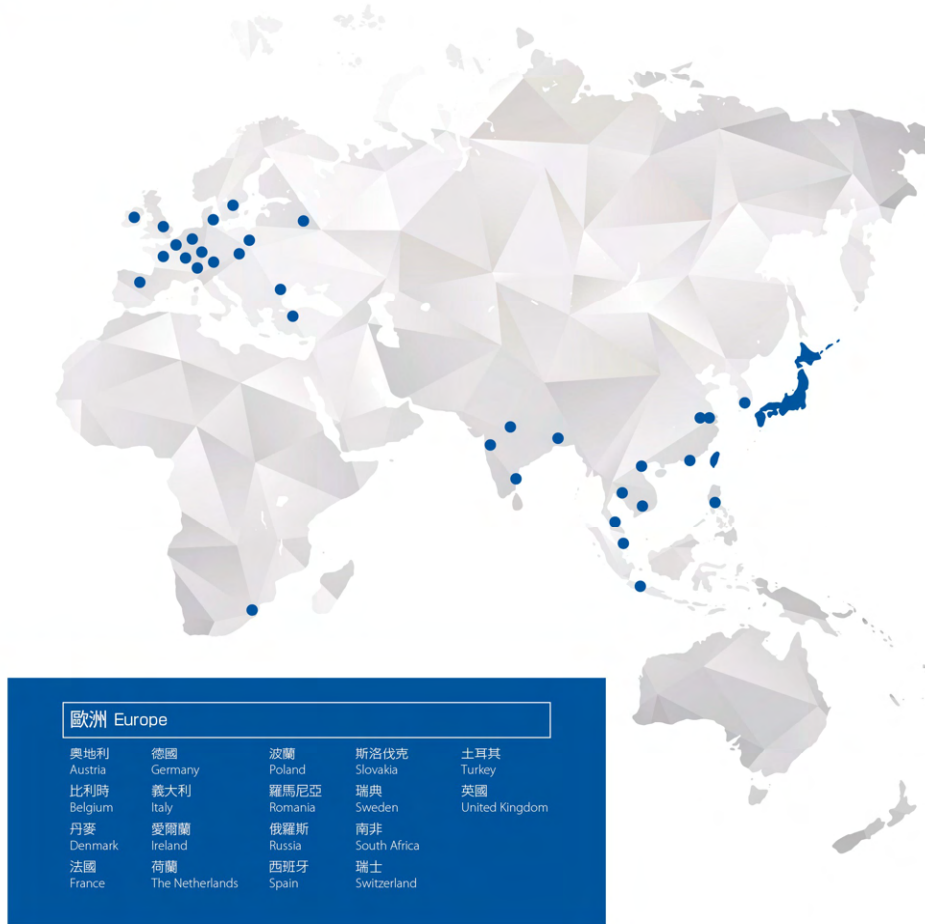 歐洲 Europe
奧地利
Austria
比利時
Belgium
丹麥
Denmark
法國
France
德國
Germany
義大利
Italy
愛爾蘭
Ireland
荷蘭
The Netherlands
波蘭
Poland
羅馬尼亞
Romania
俄羅斯
Russia
西班牙
Spain
斯洛伐克
Slovakia
瑞典
Sweden
南非
South Africa
瑞士
Switzerland
土耳其
Turkey
英國
United Kingdom